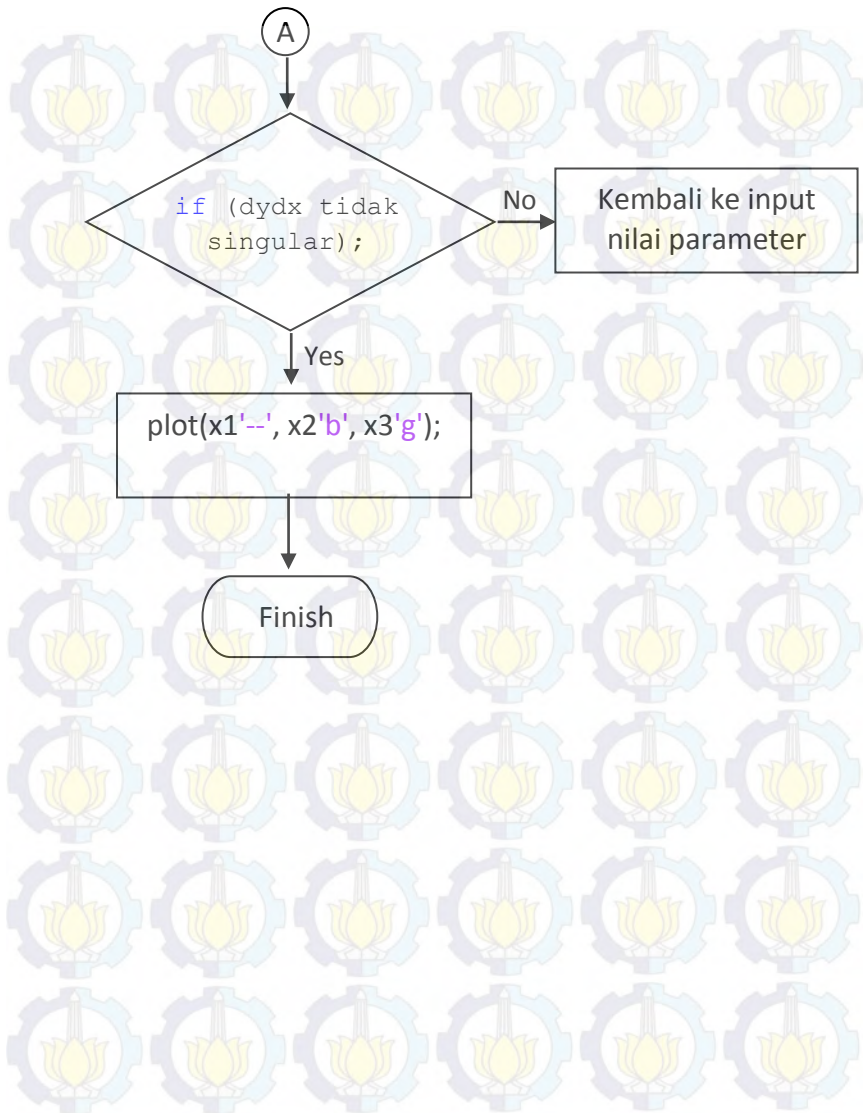 A
if (dydx tidak
singular);
No
Kembali ke input
nilai parameter
Yes
plot(x1'--', x2'b', x3'g');
Finish